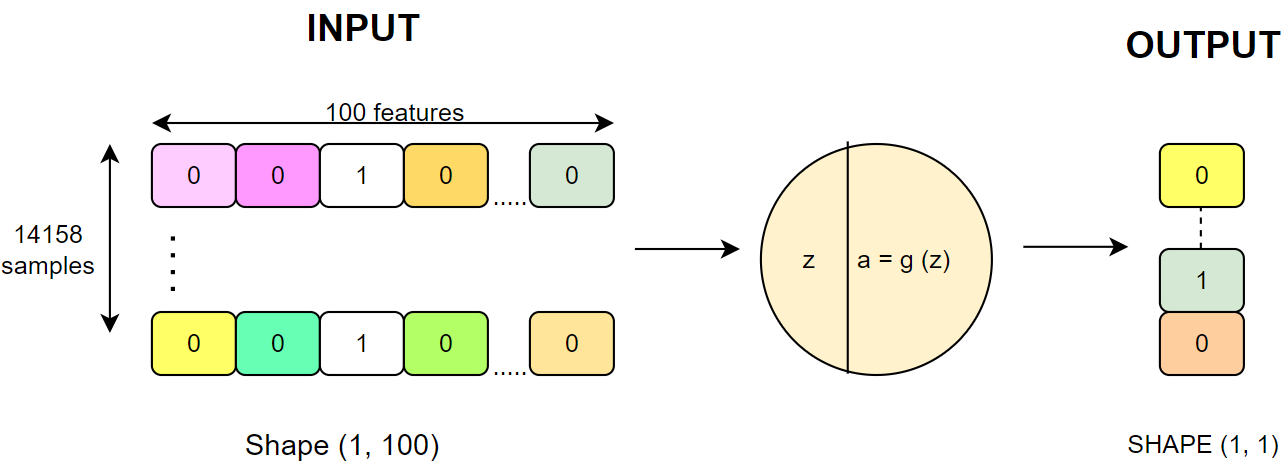 INPUT
OUTPUT
100 features
0 0 1 0 ..... 0
0
14158
samples
z
a = g (z)
1
0 0 1 0 ..... 0
0
Shape (1, 100)
SHAPE (1, 1)